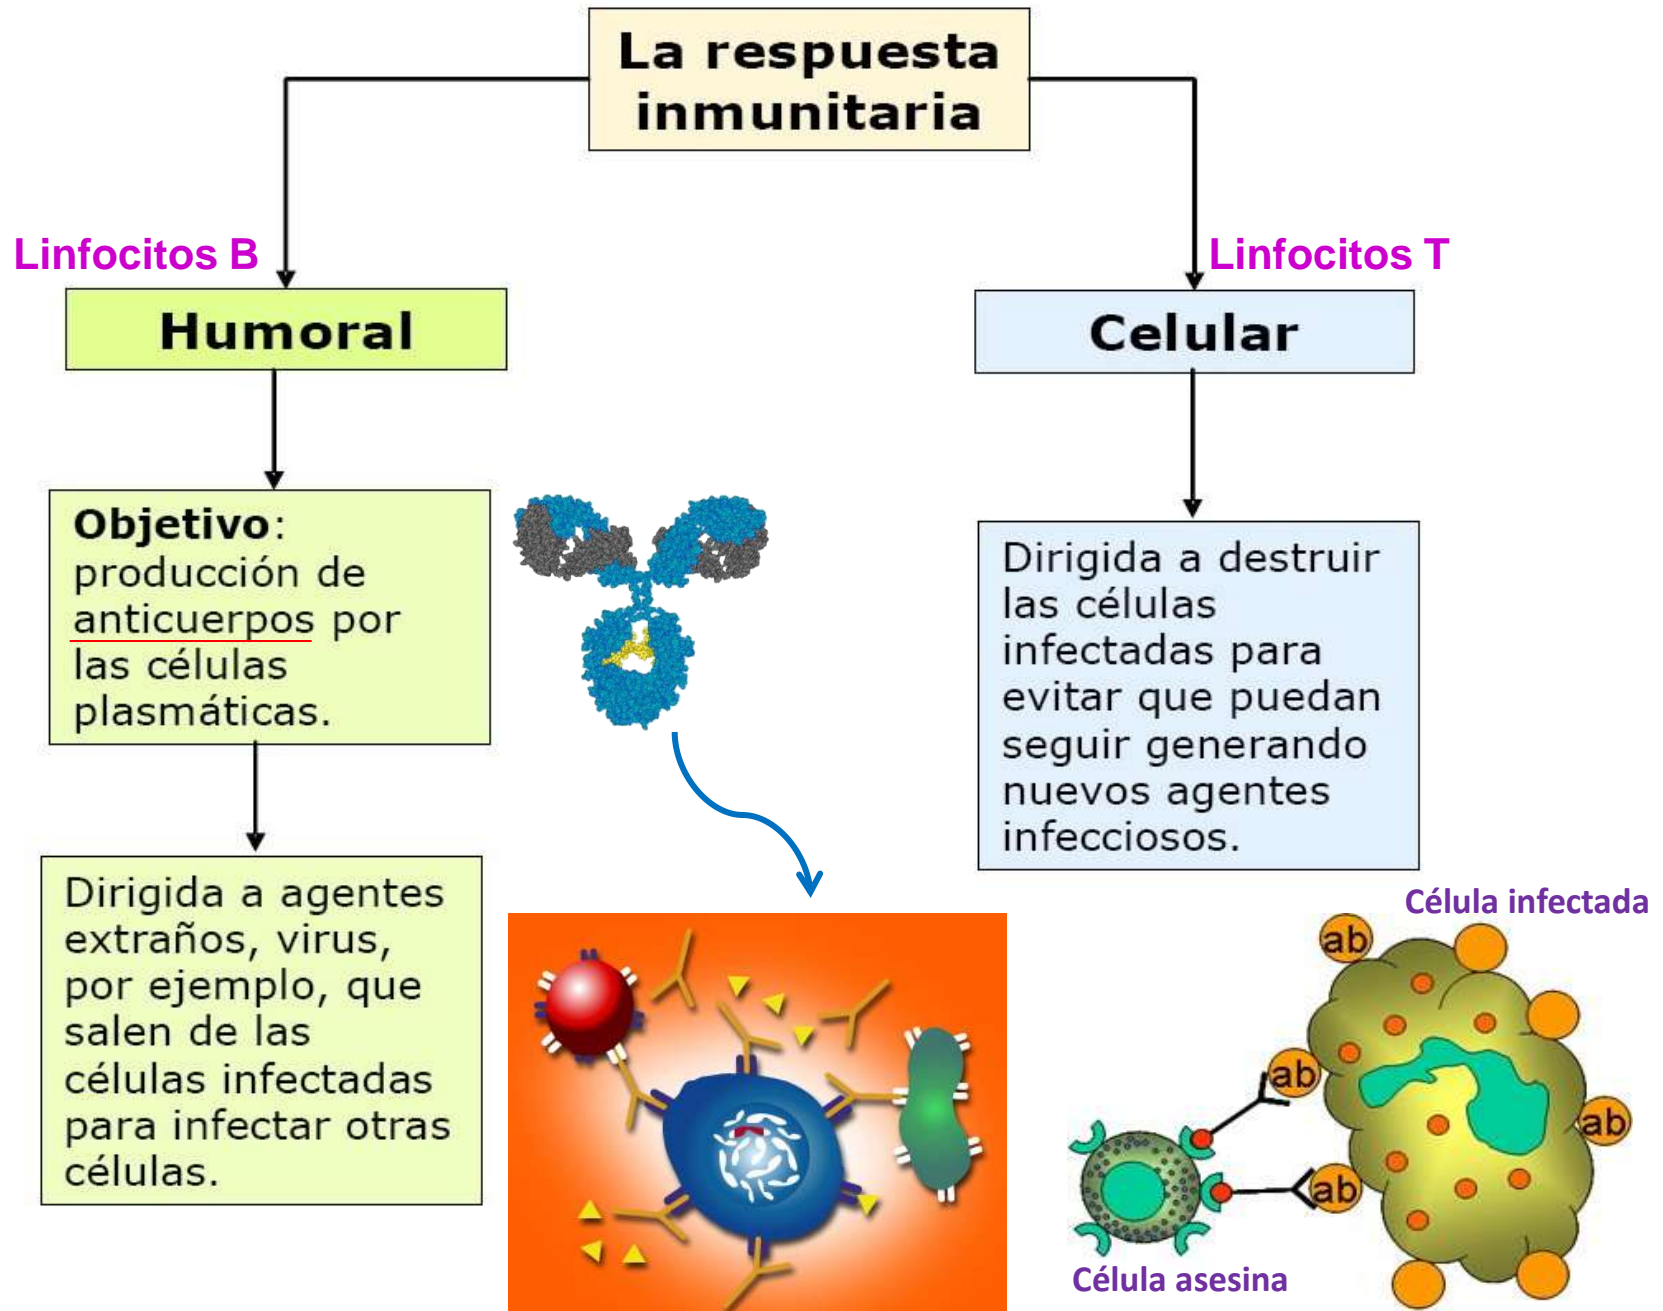 La respuesta
inmunitaria
Linfocitos B
Linfocitos T
Humoral
Celular
Objetivo:
producción de
anticuerpos por
las células
plasmáticas.
Dirigida a destruir
las células
infectadas para
evitar que puedan
seguir generando
nuevos agentes
infecciosos.
Dirigida a agentes
extraños, virus,
por ejemplo, que
salen de las
células infectadas
para infectar otras
células.
Célula infectada
ab
ab
ab
ab
Célula asesina